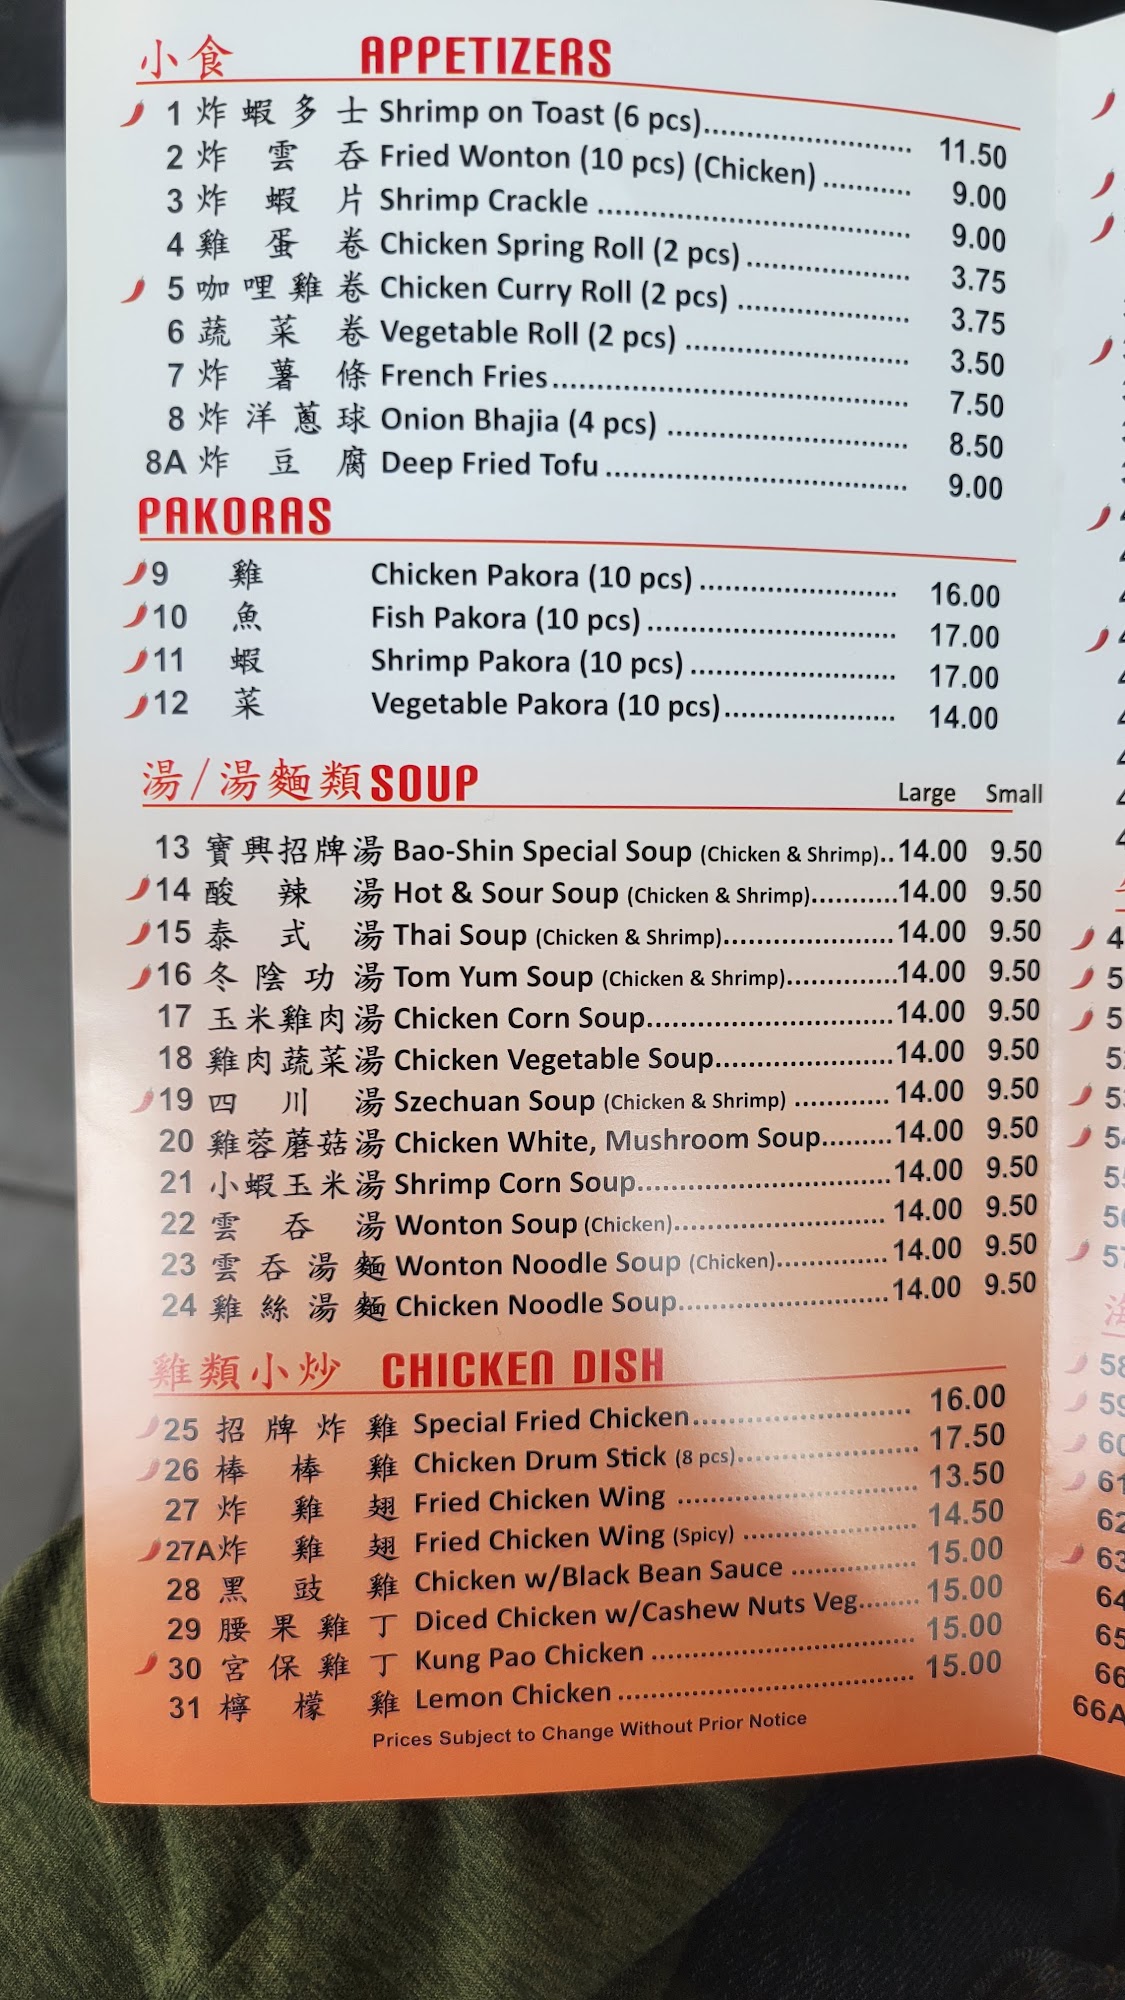 小食 APPETIZERS
1 炸蝦多士 Shrimp on Toast (6 pcs) 11.50
2 炸雲吞 Fried Wonton (10 pcs) (Chicken) 9.00
3 炸蝦片 Shrimp Crackle 9.00
4 雞蛋卷 Chicken Spring Roll (2 pcs) 3.75
5 咖哩雞卷 Chicken Curry Roll (2 pcs) 3.75
6 蔬菜卷 Vegetable Roll (2 pcs) 3.50
7 炸薯條 French Fries 7.50
8 炸洋蔥球 Onion Bhajia (4 pcs) 8.50
8A 炸豆腐 Deep Fried Tofu 9.00
PAKORAS
9 雞 Chicken Pakora (10 pcs) 16.00
10 魚 Fish Pakora (10 pcs) 17.00
11 蝦 Shrimp Pakora (10 pcs) 17.00
12 菜 Vegetable Pakora (10 pcs) 14.00
湯/湯麵類 SOUP Large Small
13 寶興招牌湯 Bao-Shin Special Soup (Chicken & Shrimp) 14.00 9.50
14 酸辣湯 Hot & Sour Soup (Chicken & Shrimp) 14.00 9.50
15 泰式湯 Thai Soup (Chicken & Shrimp) 14.00 9.50
16 冬陰功湯 Tom Yum Soup (Chicken & Shrimp) 14.00 9.50
17 玉米雞肉湯 Chicken Corn Soup 14.00 9.50
18 雞肉蔬菜湯 Chicken Vegetable Soup 14.00 9.50
19 四川湯 Szechuan Soup (Chicken & Shrimp) 14.00 9.50
20 雞蓉蘑菇湯 Chicken White, Mushroom Soup 14.00 9.50
21 小蝦玉米湯 Shrimp Corn Soup 14.00 9.50
22 雲吞湯 Wonton Soup (Chicken) 14.00 9.50
23 雲吞湯麵 Wonton Noodle Soup (Chicken) 14.00 9.50
24 雞絲湯麵 Chicken Noodle Soup 14.00 9.50
雞類小炒 CHICKEN DISH
25 招牌炸雞 Special Fried Chicken 16.00
26 棒棒雞 Chicken Drum Stick (8 pcs) 17.50
27 炸雞翅 Fried Chicken Wing 13.50
27A 炸雞翅 Fried Chicken Wing (Spicy) 14.50
28 黑豉雞 Chicken w/Black Bean Sauce 15.00
29 腰果雞丁 Diced Chicken w/Cashew Nuts Veg 15.00
30 宮保雞丁 Kung Pao Chicken 15.00
31 檸檬雞 Lemon Chicken 15.00
Prices Subject to Change Without Prior Notice
57
58
59
60
61
62
63
64
65
66
66A